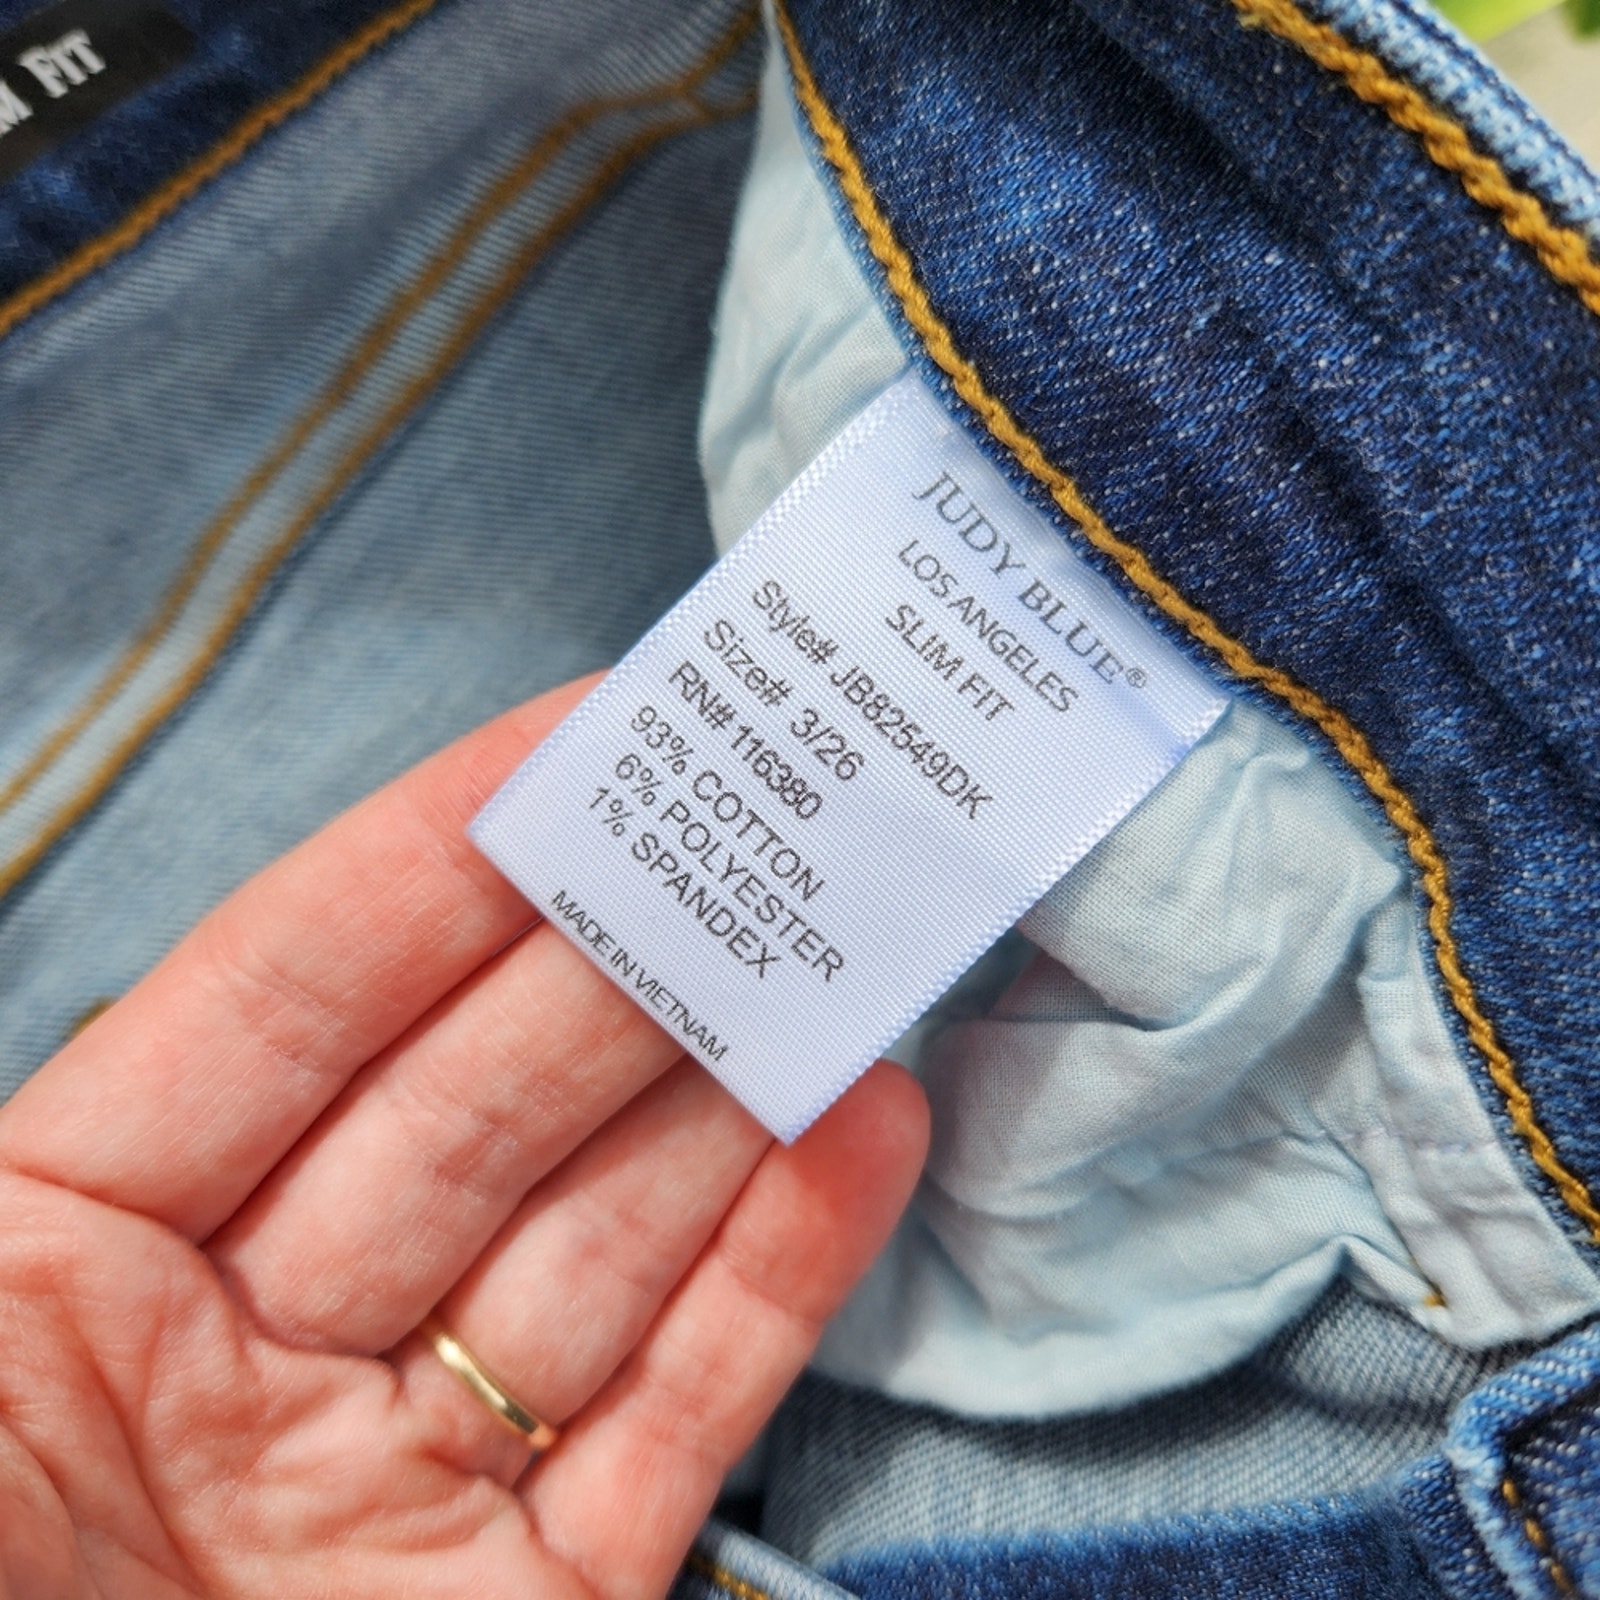 M FIT
JUDY BLUE®
LOS ANGELES
SLIM FIT
Style# JB82549DK
Size# 3/26
RN# 116380
93% COTTON
6% POLYESTER
1% SPANDEX
MADE IN VIETNAM